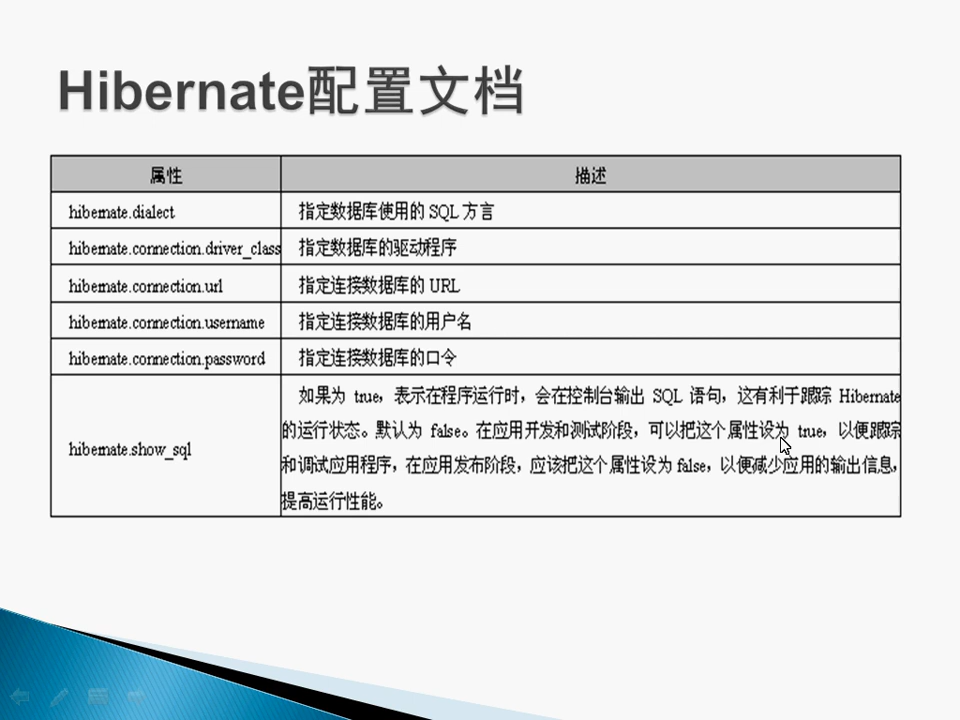 Hibernate配置文档
属性 描述
hibernate.dialect 指定数据库使用的 SQL 方言
hibernate.connection.driver_class 指定数据库的驱动程序
hibernate.connection.url 指定连接数据库的 URL
hibernate.connection.username 指定连接数据库的用户名
hibernate.connection.password 指定连接数据库的口令
hibernate.show_sql
如果为 true，表示在程序运行时，会在控制台输出 SQL 语句，这有利于跟踪 Hibernate
的运行状态。默认为 false。在应用开发和测试阶段，可以把这个属性设为 true，以便跟踪
和调试应用程序，在应用发布阶段，应该把这个属性设为 false，以便减少应用的输出信息，
提高运行性能。